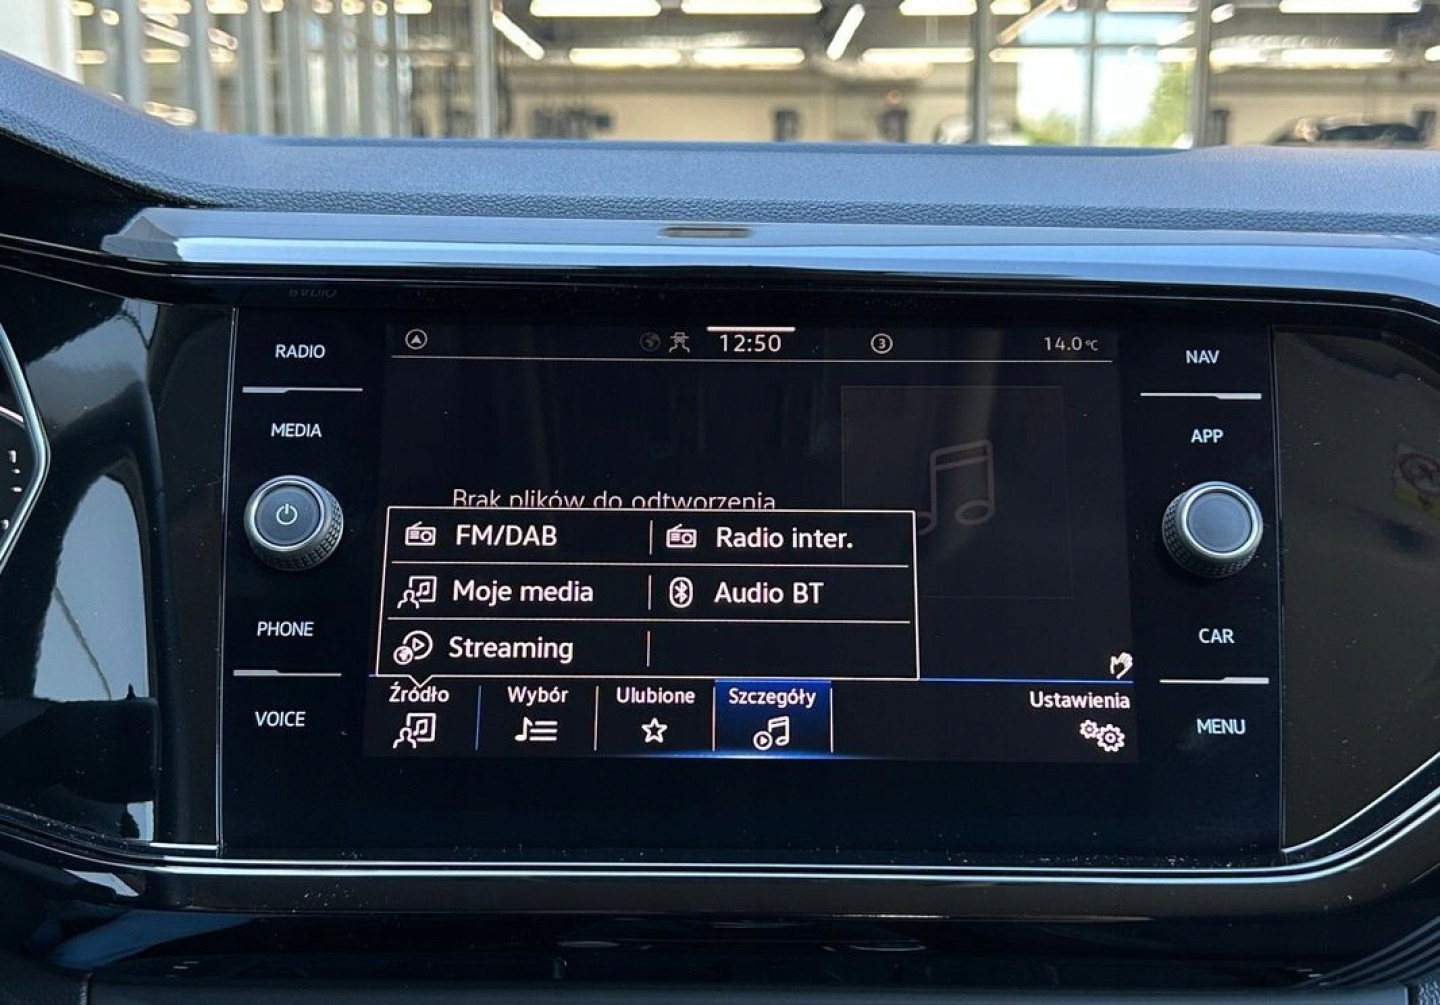 RADIO
MEDIA
PHONE
VOICE
12:50
3
14.0°C
Brak plików do odtworzenia
FM/DAB
Radio inter.
Moje media
Audio BT
Streaming
Źródło
Wybór
Ulubione
Szczegóły
Ustawienia
NAV
APP
CAR
MENU